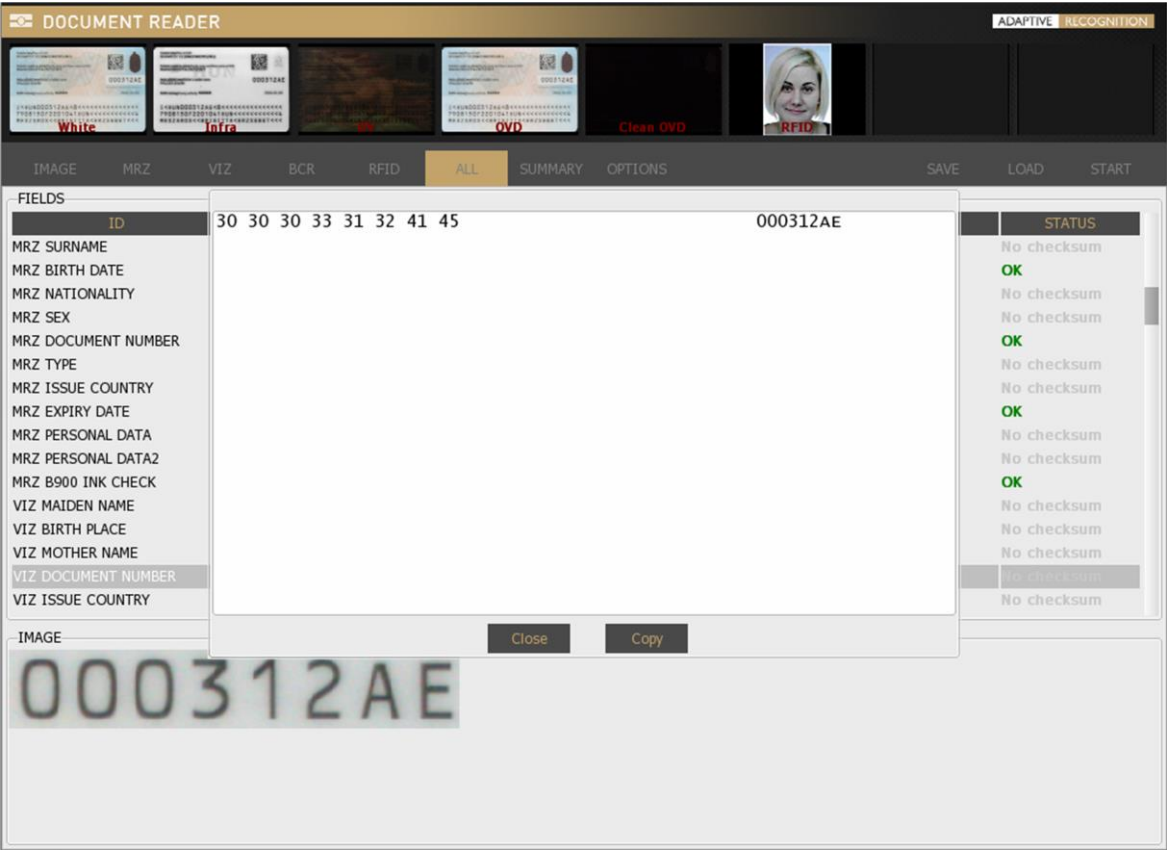 DOCUMENT READER
ADAPTIVE RECOGNITION
000312AE
000312AE
000312AE
White
Infra
UV
OVD
Clean OVD
RFID
IMAGE MRZ VIZ BCR RFID ALL SUMMARY OPTIONS SAVE LOAD START
FIELDS
ID STATUS
30 30 30 33 31 32 41 45 000312AE
MRZ SURNAME No checksum
MRZ BIRTH DATE OK
MRZ NATIONALITY No checksum
MRZ SEX No checksum
MRZ DOCUMENT NUMBER OK
MRZ TYPE No checksum
MRZ ISSUE COUNTRY No checksum
MRZ EXPIRY DATE OK
MRZ PERSONAL DATA No checksum
MRZ PERSONAL DATA2 No checksum
MRZ B900 INK CHECK OK
VIZ MAIDEN NAME No checksum
VIZ BIRTH PLACE No checksum
VIZ MOTHER NAME No checksum
VIZ DOCUMENT NUMBER No checksum
VIZ ISSUE COUNTRY No checksum
Close Copy
IMAGE
000312AE